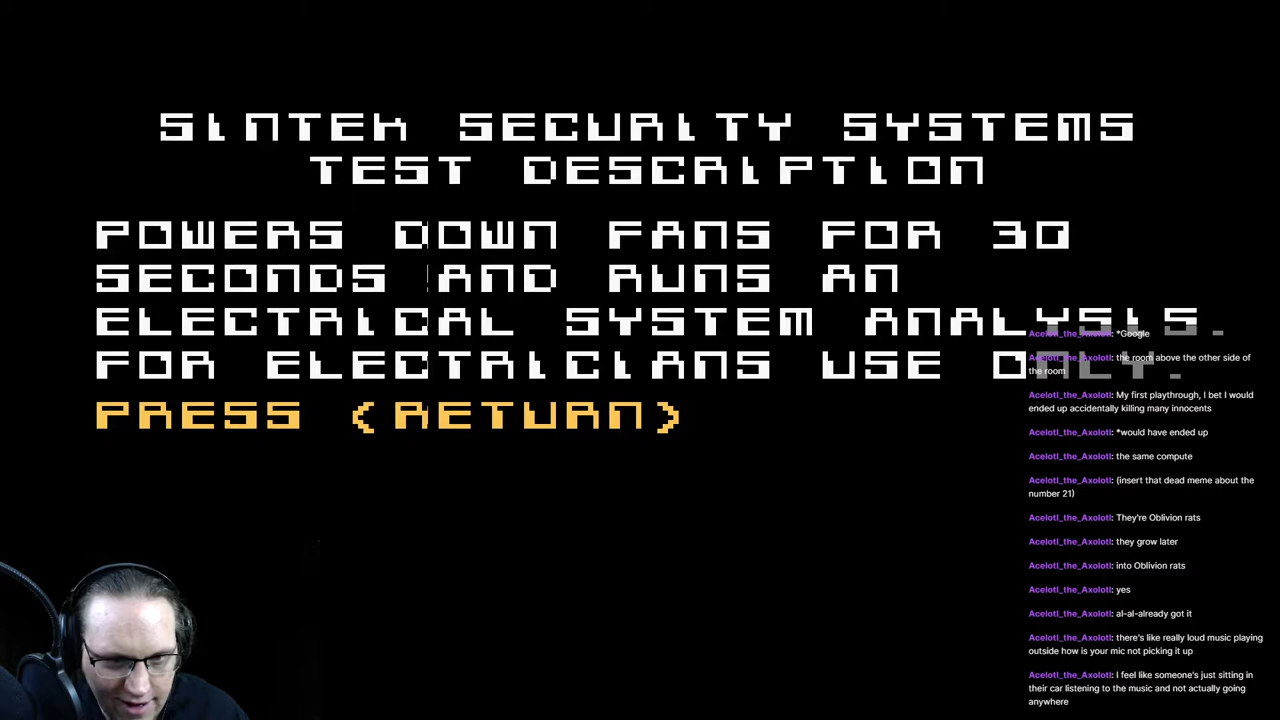 SINTEK SECURITY SYSTEMS
TEST DESCRIPTION
POWERS DOWN FANS FOR 30
SECONDS AND RUNS AN
ELECTRICAL SYSTEM ANALYSIS.
FOR ELECTRICIANS USE ONLY.
PRESS (RETURN)
Acelotl_the_Axolotl: *Google
Acelotl_the_Axolotl: the room above the other side of
the room
Acelotl_the_Axolotl: My first playthrough, I bet I would
ended up accidentally killing many innocents
Acelotl_the_Axolotl: *would have ended up
Acelotl_the_Axolotl: the same compute
Acelotl_the_Axolotl: (insert that dead meme about the
number 21)
Acelotl_the_Axolotl: They're Oblivion rats
Acelotl_the_Axolotl: they grow later
Acelotl_the_Axolotl: into Oblivion rats
Acelotl_the_Axolotl: yes
Acelotl_the_Axolotl: al-al-already got it
Acelotl_the_Axolotl: there's like really loud music playing
outside how is your mic not picking it up
Acelotl_the_Axolotl: I feel like someone's just sitting in
their car listening to the music and not actually going
anywhere